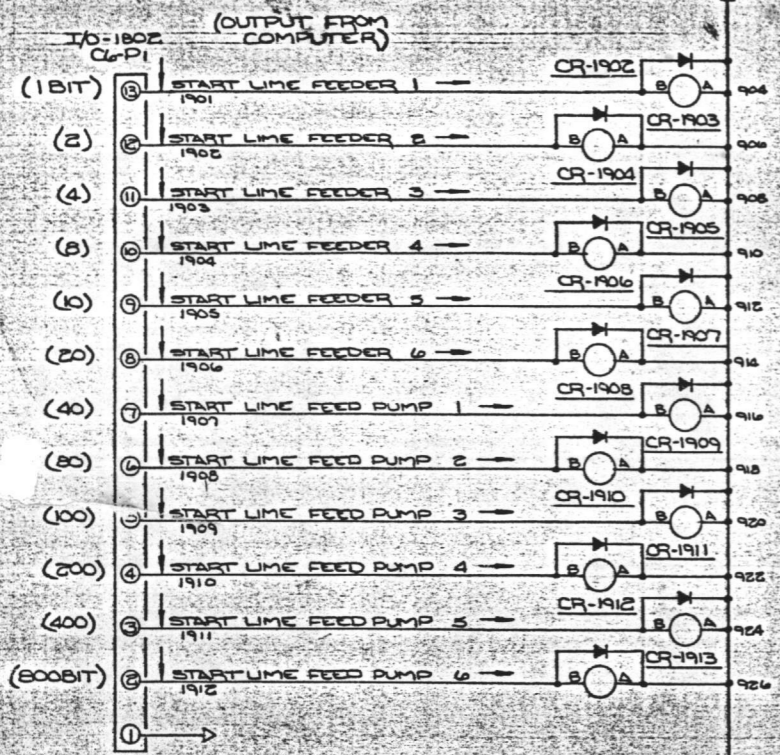 (OUTPUT FROM COMPUTER)
I/O-1802
C6-P1
(1 BIT) 13 START LIME FEEDER 1 CR-1902 B A 904
1901
(2) 12 START LIME FEEDER 2 B A CR-1903 906
1902
(4) 11 START LIME FEEDER 3 CR-1904 B A 908
1903
(8) 10 START LIME FEEDER 4 B A CR-1905 910
1904
(10) 9 START LIME FEEDER 5 CR-1906 B A 912
1905
(20) 8 START LIME FEEDER 6 B A CR-1907 914
1906
(40) 7 START LIME FEED PUMP 1 CR-1908 B A 916
1907
(80) 6 START LIME FEED PUMP 2 B A CR-1909 918
1908
(100) 5 START LIME FEED PUMP 3 CR-1910 B A 920
1909
(200) 4 START LIME FEED PUMP 4 B A CR-1911 922
1910
(400) 3 START LIME FEED PUMP 5 CR-1912 B A 924
1911
(800BIT) 2 START LIME FEED PUMP 6 B A CR-1913 926
1912
1